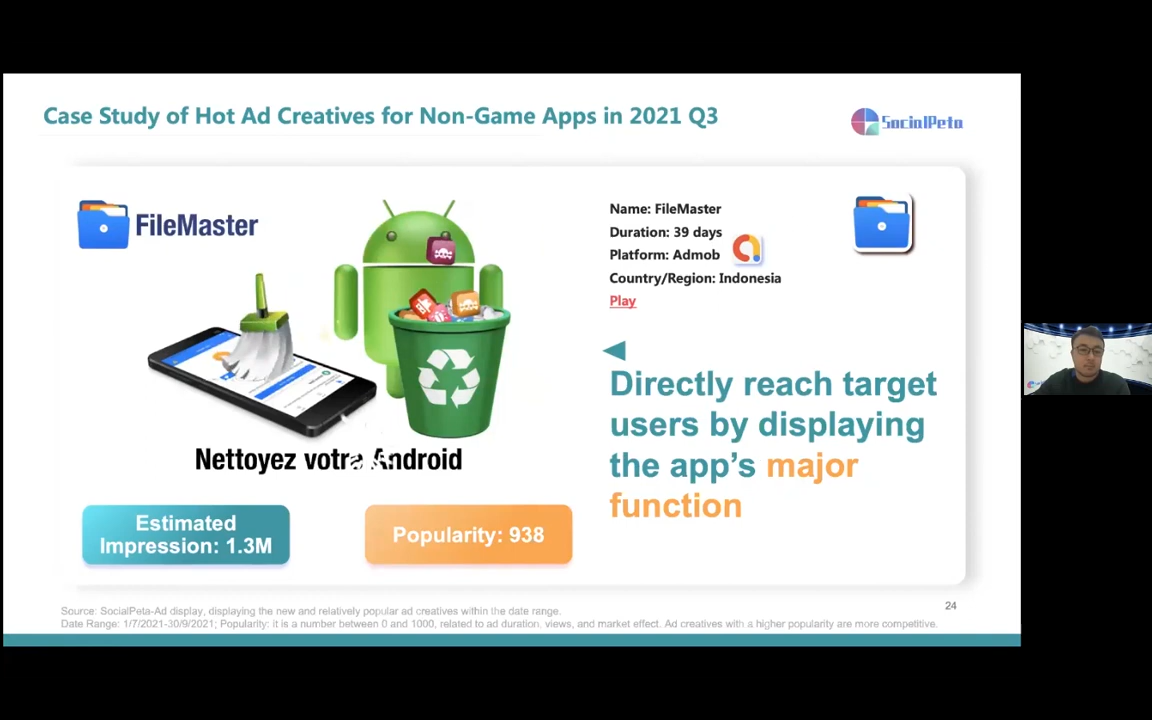 Case Study of Hot Ad Creatives for Non-Game Apps in 2021 Q3
SocialPeta
FileMaster
Nettoyez votre Android
Estimated
Impression: 1.3M
Popularity: 938
Name: FileMaster
Duration: 39 days
Platform: Admob
Country/Region: Indonesia
Play
Directly reach target
users by displaying
the app's major
function
Source: SocialPeta-Ad display, displaying the new and relatively popular ad creatives within the date range.
Date Range: 1/7/2021-30/9/2021; Popularity: it is a number between 0 and 1000, related to ad duration, views, and market effect. Ad creatives with a higher popularity are more competitive.
24